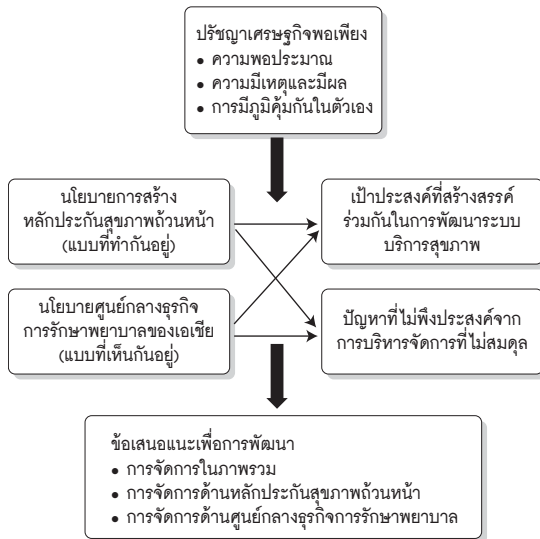 ปรัชญาเศรษฐกิจพอเพียง
• ความพอประมาณ
• ความมีเหตุและมีผล
• การมีภูมิคุ้มกันในตัวเอง
นโยบายการสร้าง
หลักประกันสุขภาพถ้วนหน้า
(แบบที่ทำกันอยู่)
เป้าประสงค์ที่สร้างสรรค์
ร่วมกันในการพัฒนาระบบ
บริการสุขภาพ
นโยบายศูนย์กลางธุรกิจ
การรักษาพยาบาลของเอเชีย
(แบบที่เห็นกันอยู่)
ปัญหาที่ไม่พึงประสงค์จาก
การบริหารจัดการที่ไม่สมดุล
ข้อเสนอแนะเพื่อการพัฒนา
• การจัดการในภาพรวม
• การจัดการด้านหลักประกันสุขภาพถ้วนหน้า
• การจัดการด้านศูนย์กลางธุรกิจการรักษาพยาบาล